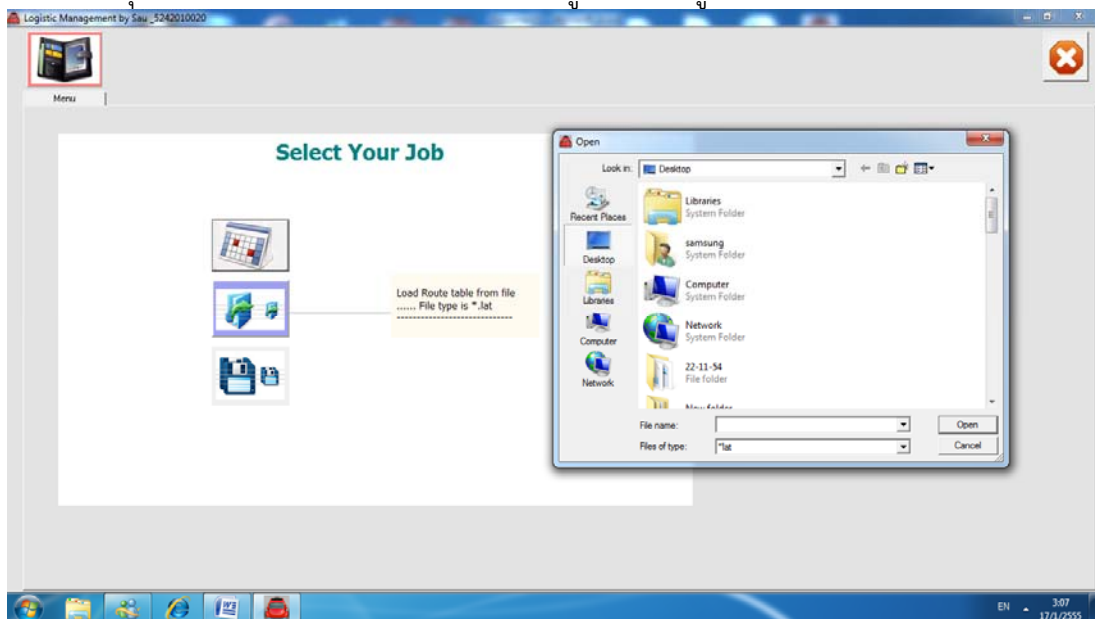 Logistic Management by Sau _5242010020
Menu
Select Your Job
Load Route table from file
...... File type is *.lat
-----------------------------
Open
Look in:
Desktop
Recent Places
Desktop
Libraries
Computer
Network
Libraries
System Folder
samsung
System Folder
Computer
System Folder
Network
System Folder
22-11-54
File folder
New folder
File name:
Open
Files of type:
*lat
Cancel
EN
3:07
17/1/2555